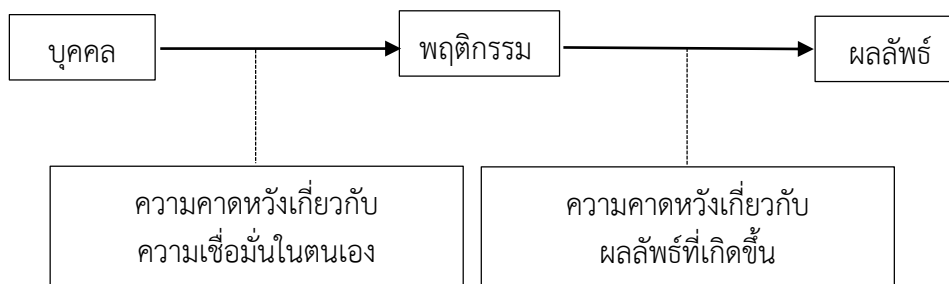 บุคคล
พฤติกรรม
ผลลัพธ์
ความคาดหวังเกี่ยวกับ
ความเชื่อมั่นในตนเอง
ความคาดหวังเกี่ยวกับ
ผลลัพธ์ที่เกิดขึ้น